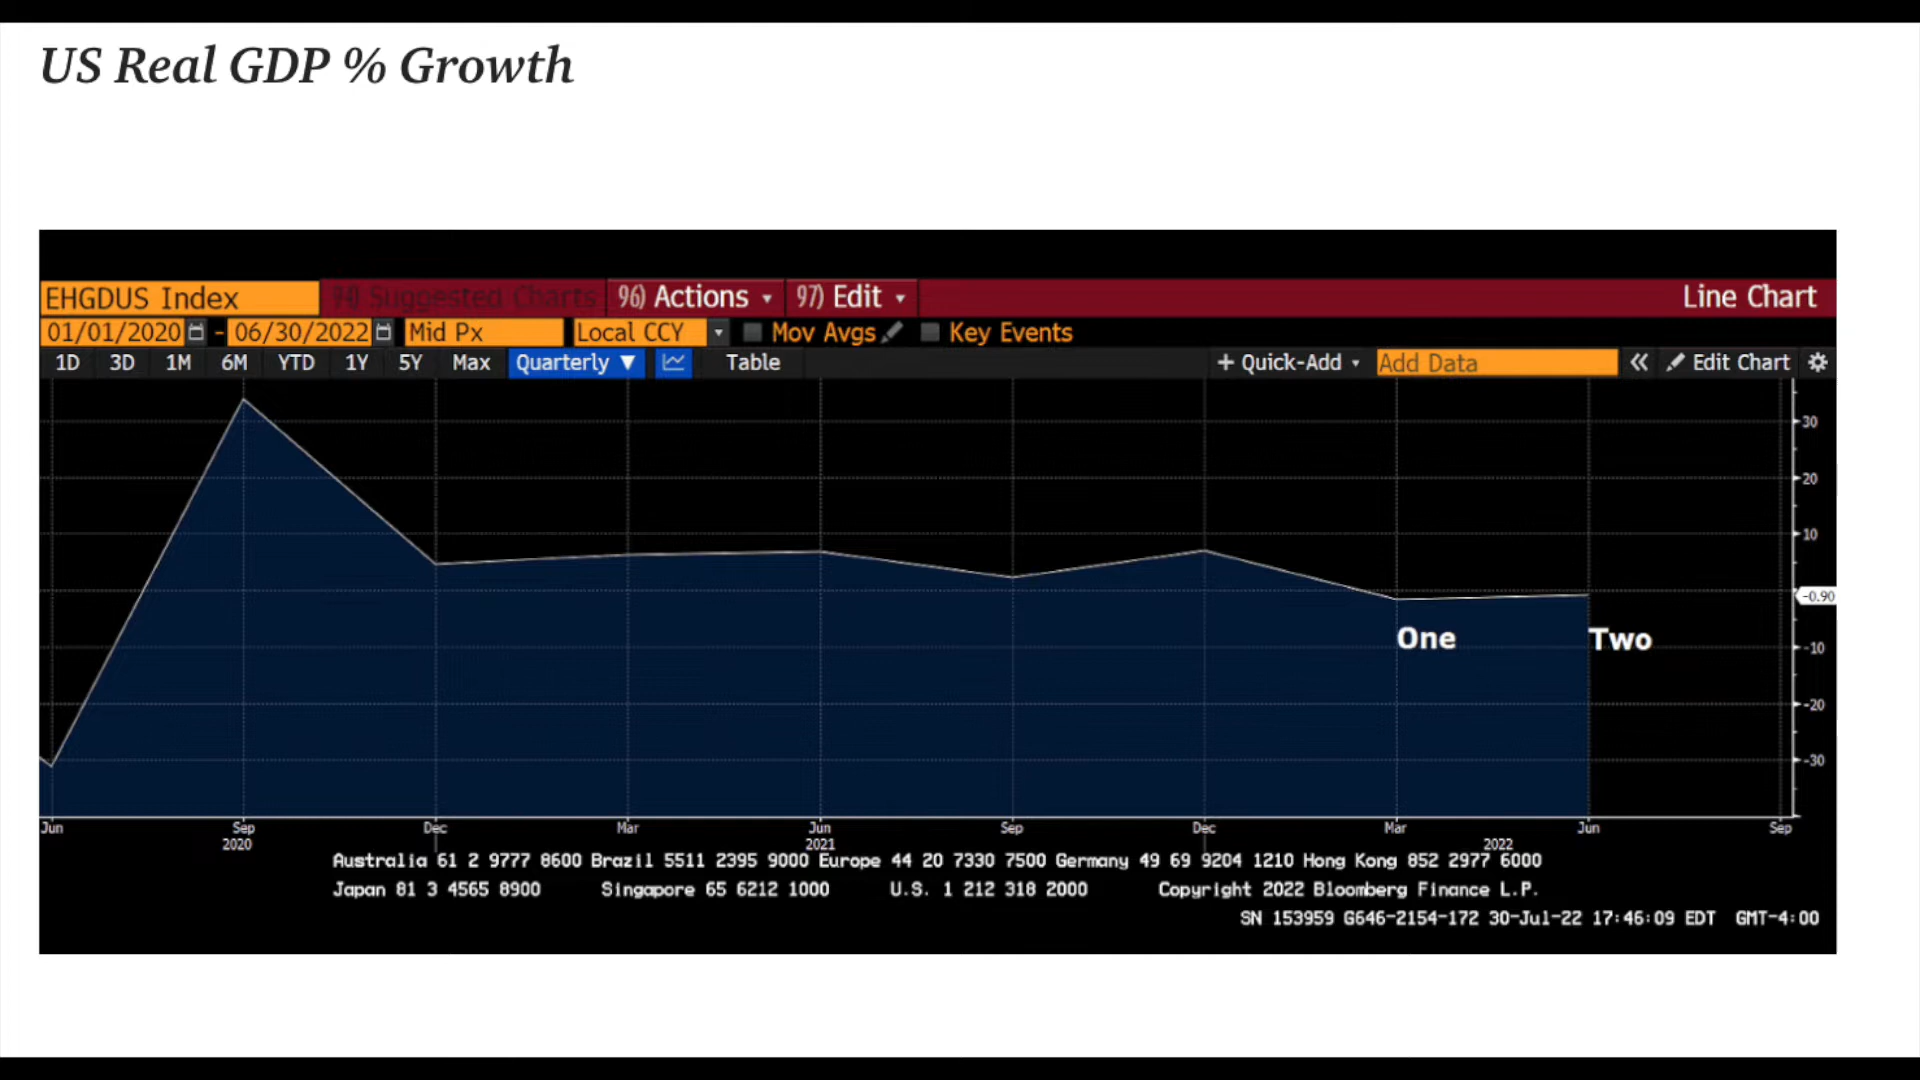 US Real GDP % Growth
EHGDUS Index 94) Suggested Charts 96) Actions 97) Edit Line Chart
01/01/2020 - 06/30/2022 Mid Px Local CCY Mov Avgs Key Events
1D 3D 1M 6M YTD 1Y 5Y Max Quarterly ▼ Table + Quick-Add Add Data « Edit Chart
30
20
10
-0.90
One Two
-10
-20
-30
Jun Sep Dec Mar Jun Sep Dec Mar Jun Sep
2020 2021 2022
Australia 61 2 9777 8600 Brazil 5511 2395 9000 Europe 44 20 7330 7500 Germany 49 69 9204 1210 Hong Kong 852 2977 6000
Japan 81 3 4565 8900 Singapore 65 6212 1000 U.S. 1 212 318 2000 Copyright 2022 Bloomberg Finance L.P.
SN 153959 G646-2154-172 30-Jul-22 17:46:09 EDT GMT-4:00